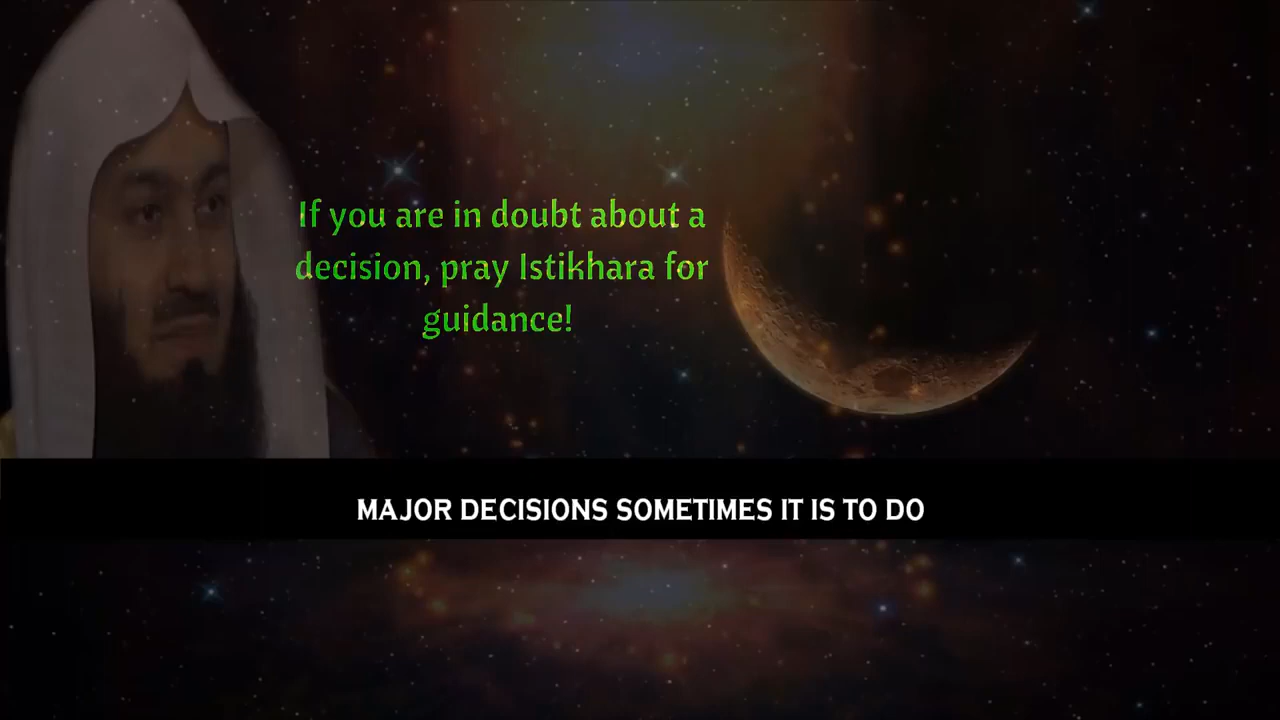 If you are in doubt about a
decision, pray Istikhara for
guidance!
MAJOR DECISIONS SOMETIMES IT IS TO DO